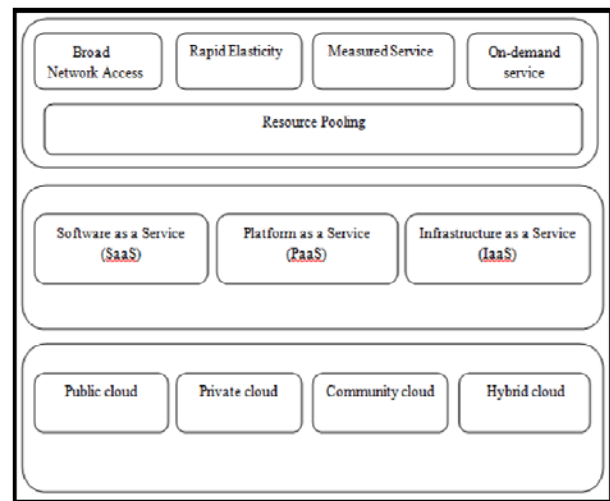 Broad
Network Access
Rapid Elasticity
Measured Service
On-demand
service
Resource Pooling
Software as a Service
(SaaS)
Platform as a Service
(PaaS)
Infrastructure as a Service
(IaaS)
Public cloud
Private cloud
Community cloud
Hybrid cloud